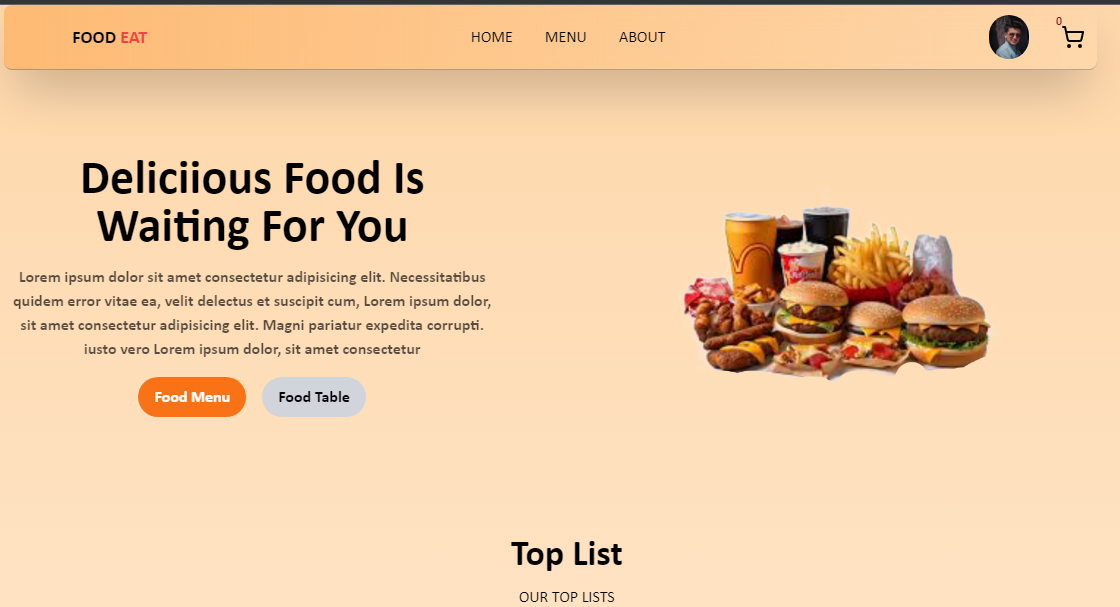 FOOD EAT
HOME MENU ABOUT
0
Deliciious Food Is
Waiting For You
Lorem ipsum dolor sit amet consectetur adipisicing elit. Necessitatibus
quidem error vitae ea, velit delectus et suscipit cum, Lorem ipsum dolor,
sit amet consectetur adipisicing elit. Magni pariatur expedita corrupti.
iusto vero Lorem ipsum dolor, sit amet consectetur
Food Menu Food Table
Top List
OUR TOP LISTS